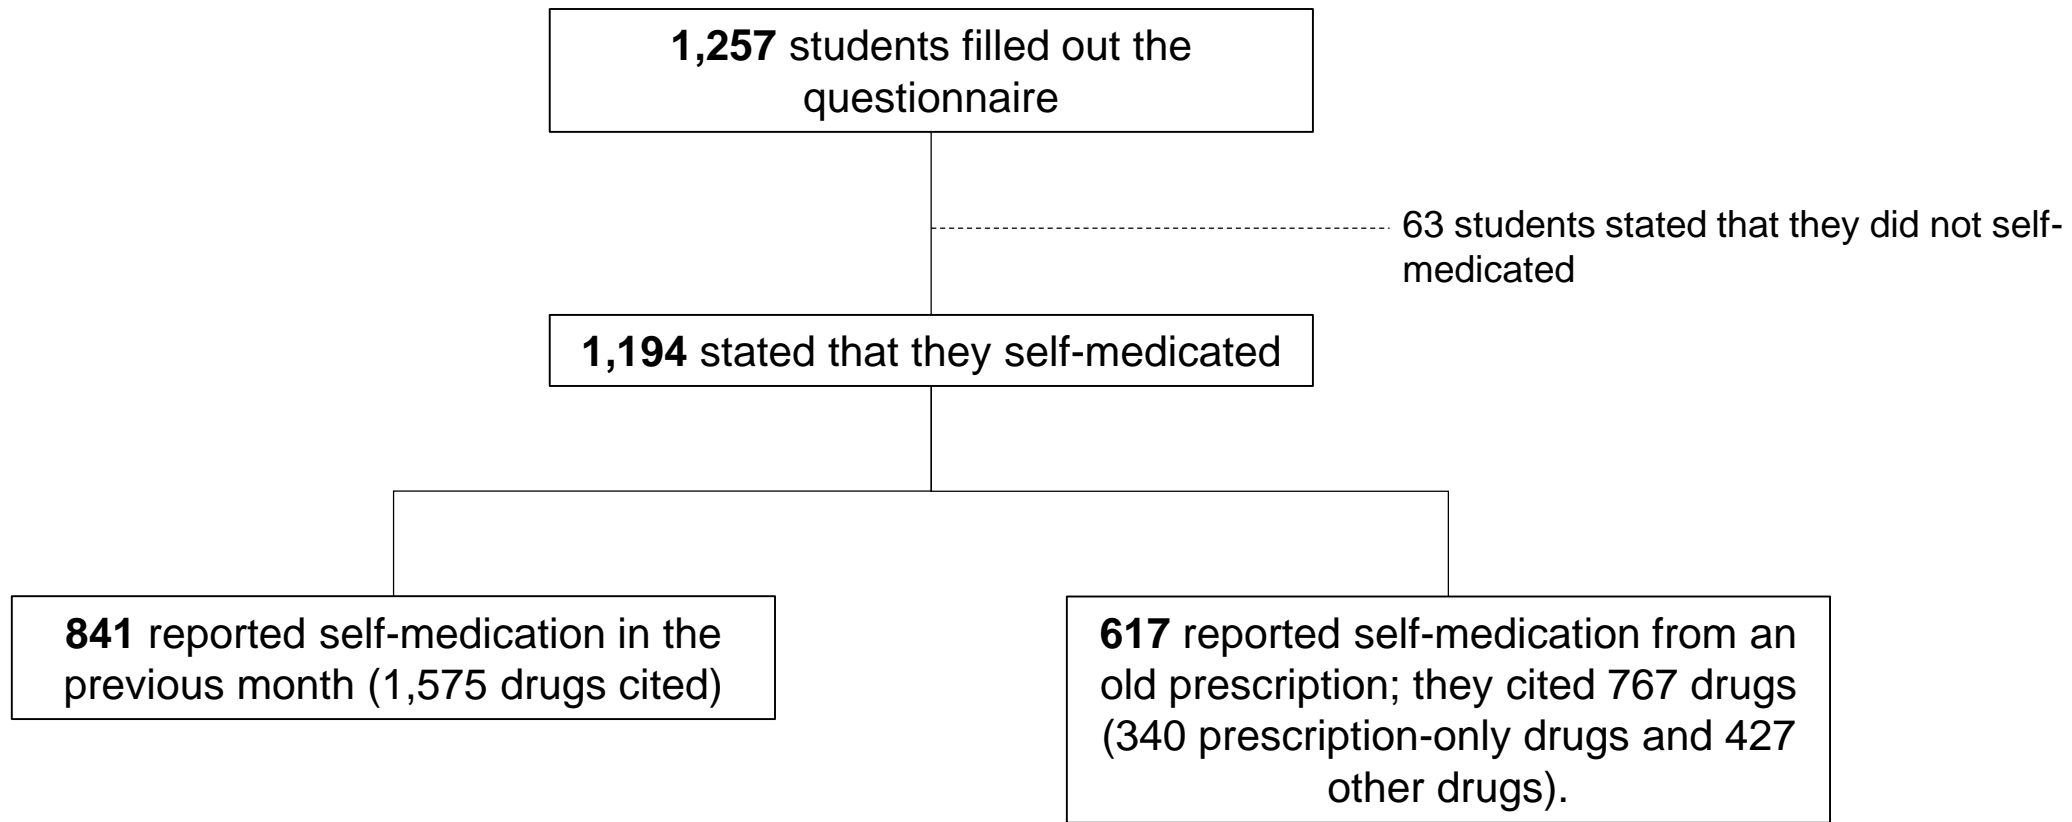 1,257 students filled out the
questionnaire
63 students stated that they did not self-
medicated
1,194 stated that they self-medicated
841 reported self-medication in the
previous month (1,575 drugs cited)
617 reported self-medication from an
old prescription; they cited 767 drugs
(340 prescription-only drugs and 427
other drugs).